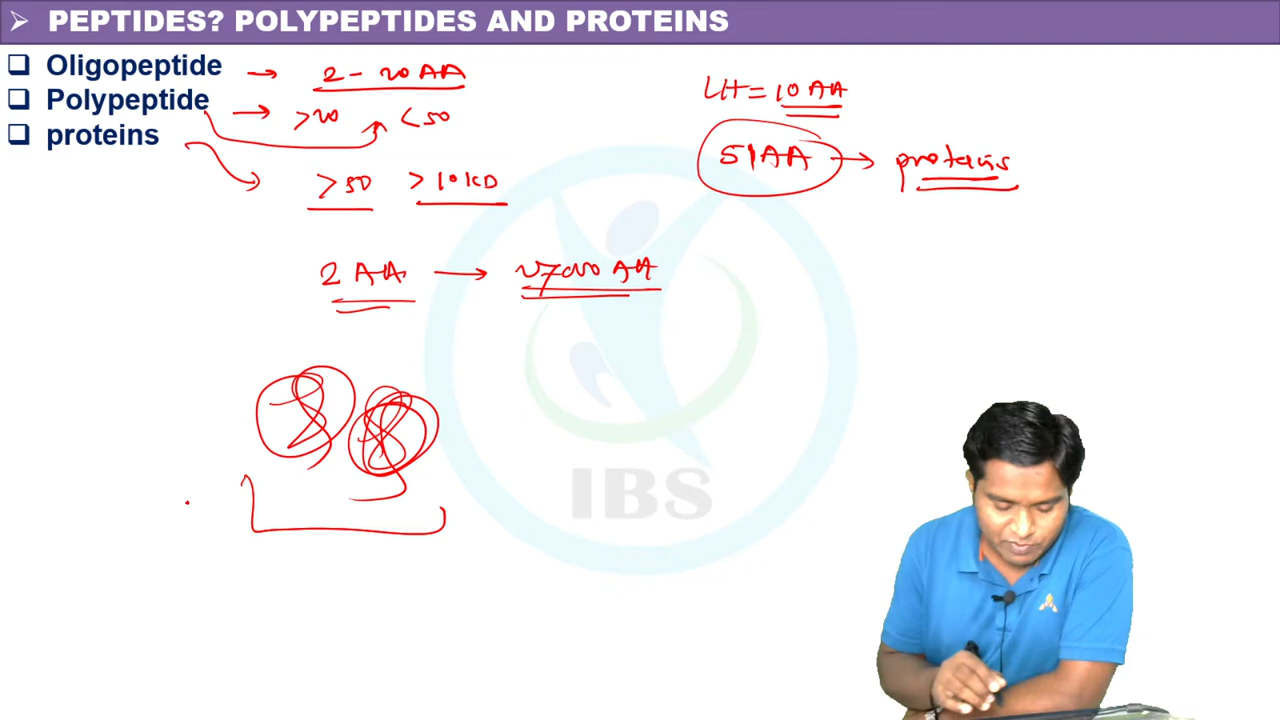 PEPTIDES? POLYPEPTIDES AND PROTEINS
Oligopeptide → 2 - 20 AA
Polypeptide → >20 <50
proteins
>50 >10 KD
2 AA → 27000 AA
LH = 10 AA
51 AA → proteins
IBS